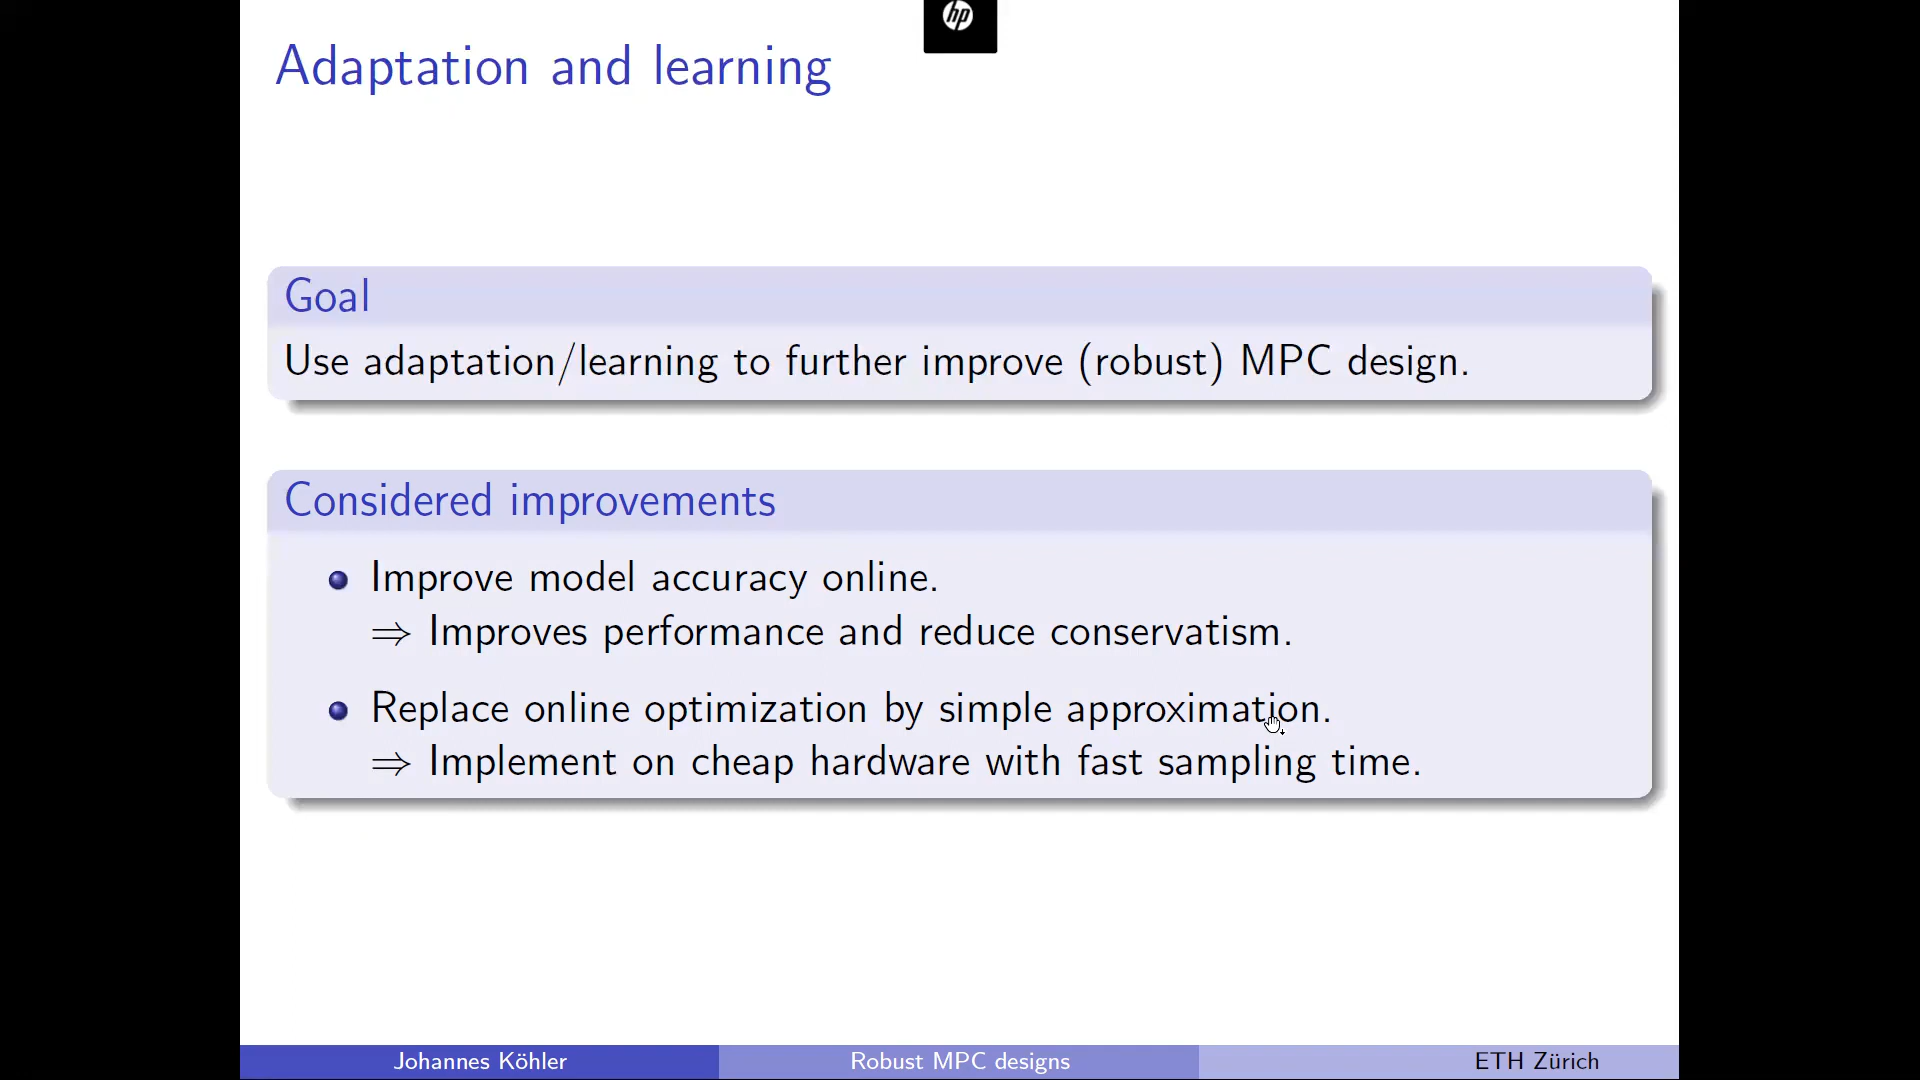 hp
Adaptation and learning
Goal
Use adaptation/learning to further improve (robust) MPC design.
Considered improvements
Improve model accuracy online.
⇒ Improves performance and reduce conservatism.
Replace online optimization by simple approximation.
⇒ Implement on cheap hardware with fast sampling time.
Johannes Köhler
Robust MPC designs
ETH Zürich